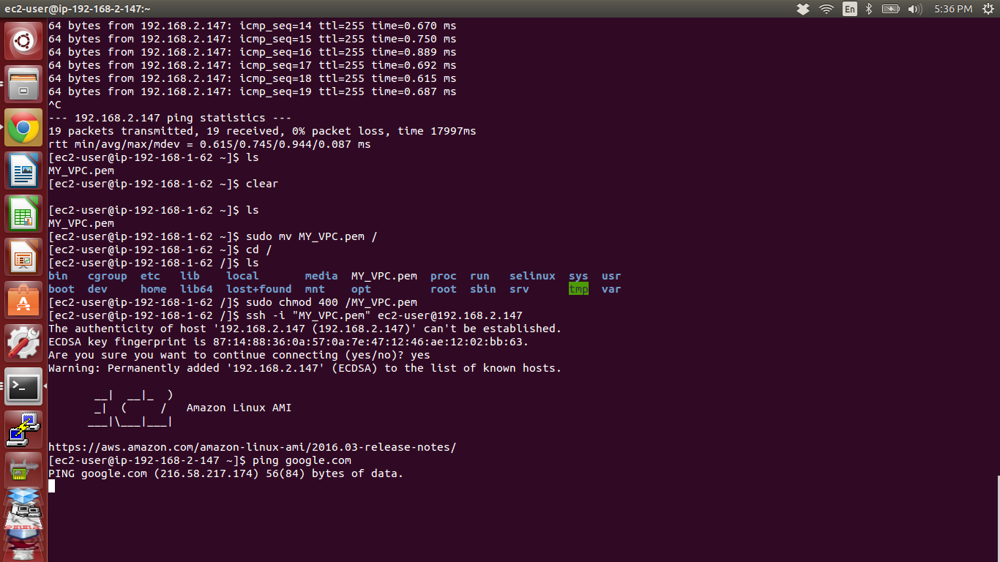 ec2-user@ip-192-168-2-147:~
En
5:36 PM
64 bytes from 192.168.2.147: icmp_seq=14 ttl=255 time=0.670 ms
64 bytes from 192.168.2.147: icmp_seq=15 ttl=255 time=0.750 ms
64 bytes from 192.168.2.147: icmp_seq=16 ttl=255 time=0.889 ms
64 bytes from 192.168.2.147: icmp_seq=17 ttl=255 time=0.692 ms
64 bytes from 192.168.2.147: icmp_seq=18 ttl=255 time=0.615 ms
64 bytes from 192.168.2.147: icmp_seq=19 ttl=255 time=0.687 ms
^C
--- 192.168.2.147 ping statistics ---
19 packets transmitted, 19 received, 0% packet loss, time 17997ms
rtt min/avg/max/mdev = 0.615/0.745/0.944/0.087 ms
[ec2-user@ip-192-168-1-62 ~]$ ls
MY_VPC.pem
[ec2-user@ip-192-168-1-62 ~]$ clear
[ec2-user@ip-192-168-1-62 ~]$ ls
MY_VPC.pem
[ec2-user@ip-192-168-1-62 ~]$ sudo mv MY_VPC.pem /
[ec2-user@ip-192-168-1-62 ~]$ cd /
[ec2-user@ip-192-168-1-62 /]$ ls
bin   cgroup  etc   lib    local       media  MY_VPC.pem  proc  run   selinux  sys  usr
boot  dev     home  lib64  lost+found  mnt    opt         root  sbin  srv      tmp  var
[ec2-user@ip-192-168-1-62 /]$ sudo chmod 400 /MY_VPC.pem
[ec2-user@ip-192-168-1-62 /]$ ssh -i "MY_VPC.pem" ec2-user@192.168.2.147
The authenticity of host '192.168.2.147 (192.168.2.147)' can't be established.
ECDSA key fingerprint is 87:14:88:36:0a:57:0a:7e:47:12:46:ae:12:02:bb:63.
Are you sure you want to continue connecting (yes/no)? yes
Warning: Permanently added '192.168.2.147' (ECDSA) to the list of known hosts.
       __|  __|_  )
       _|  (     /   Amazon Linux AMI
      ___|\___|___|
https://aws.amazon.com/amazon-linux-ami/2016.03-release-notes/
[ec2-user@ip-192-168-2-147 ~]$ ping google.com
PING google.com (216.58.217.174) 56(84) bytes of data.